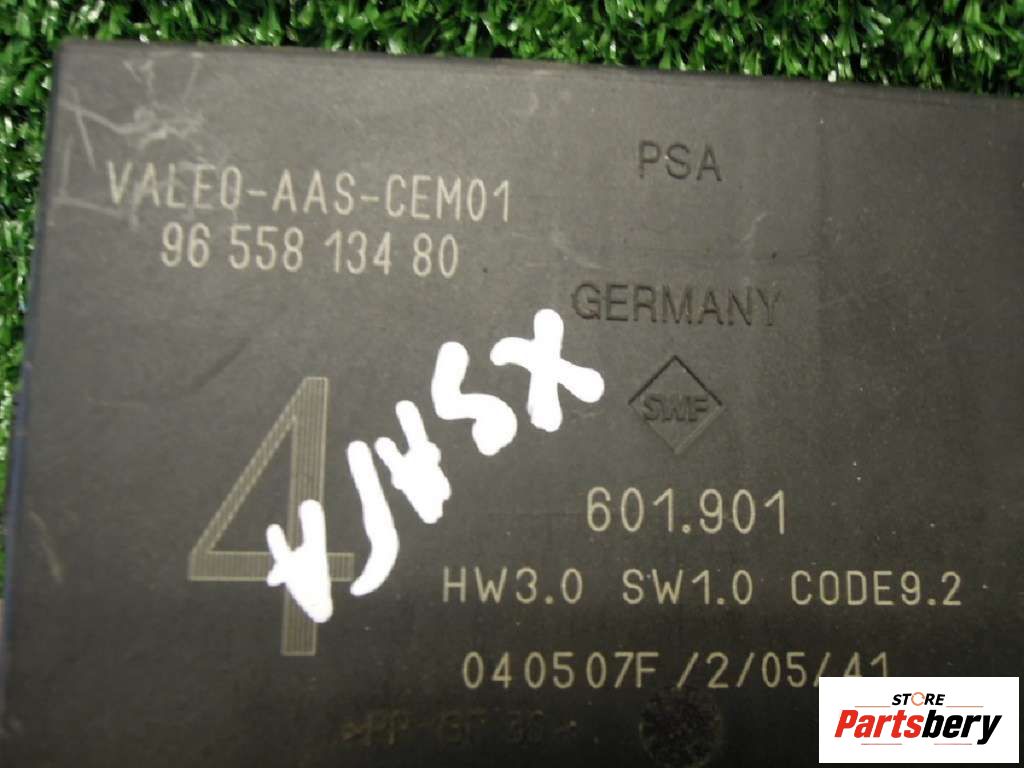 VALEO-AAS-CEM01
96 558 134 80
PSA
GERMANY
SWF
4
601.901
HW3.0 SW1.0 CODE9.2
040507F /2/05/41
STORE
Partsbery